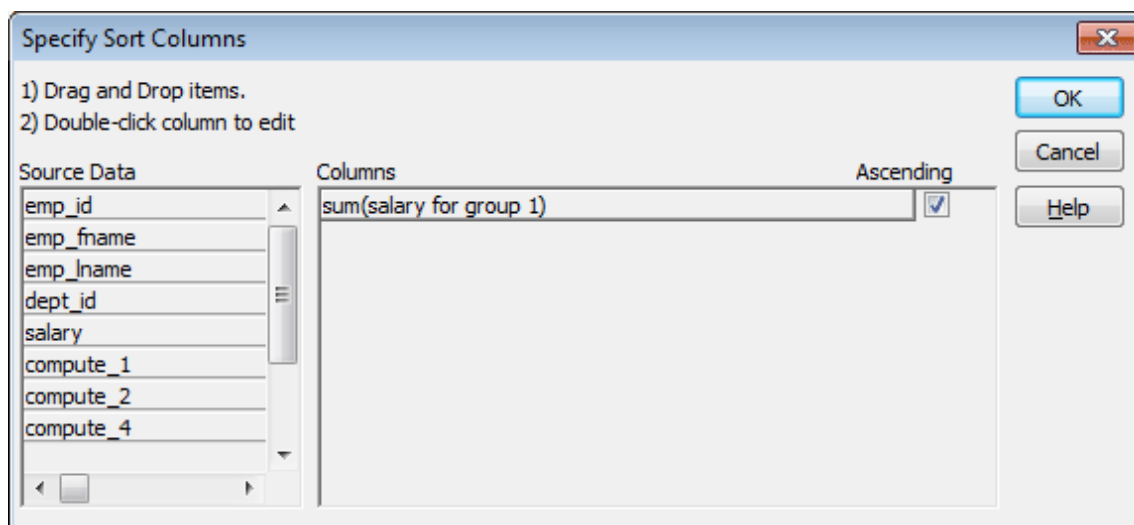 Specify Sort Columns
1) Drag and Drop items.
2) Double-click column to edit
OK
Cancel
Help
Source Data
emp_id
emp_fname
emp_lname
dept_id
salary
compute_1
compute_2
compute_4
Columns Ascending
sum(salary for group 1)